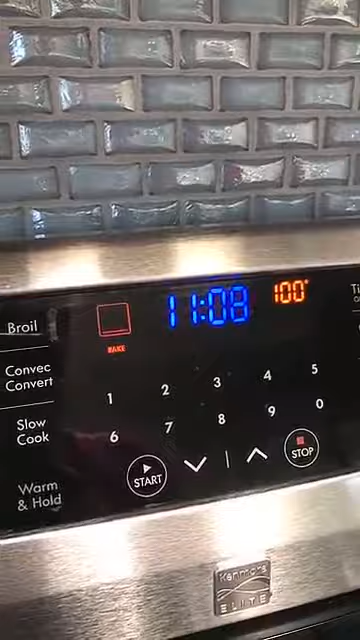 11:08 100°
BAKE
Broil
Convec
Convert
Slow
Cook
Warm
& Hold
1 2 3 4 5
6 7 8 9 0
START
STOP
Kenmore
ELITE